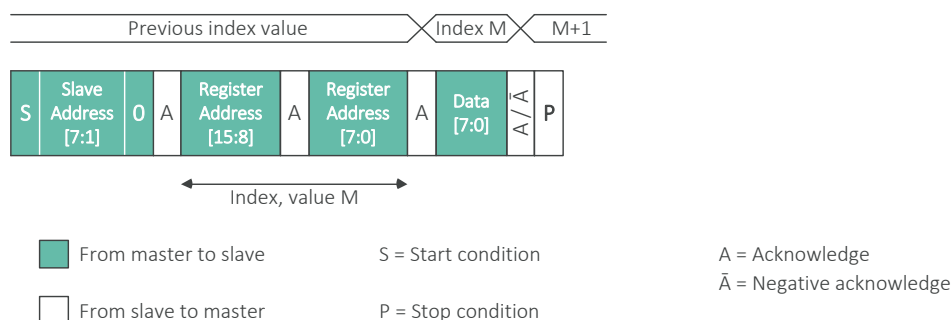 Previous index value Index M M+1
S Slave Address [7:1] 0 A Register Address [15:8] A Register Address [7:0] A Data [7:0] A / Ā P
Index, value M
From master to slave S = Start condition A = Acknowledge
Ā = Negative acknowledge
From slave to master P = Stop condition